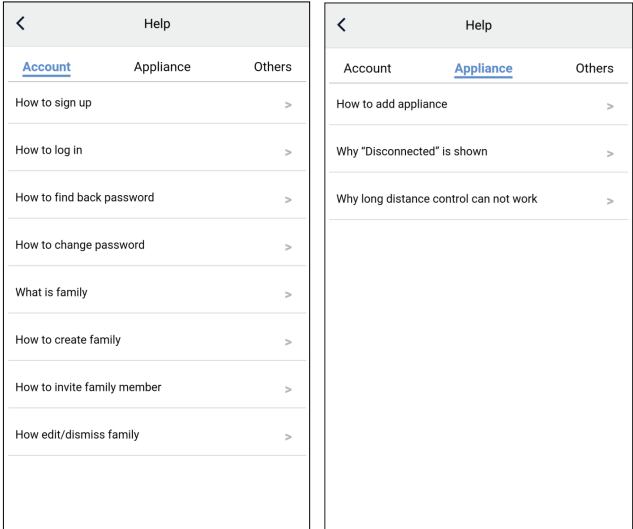 Help
Account Appliance Others
How to sign up >
How to log in >
How to find back password >
How to change password >
What is family >
How to create family >
How to invite family member >
How edit/dismiss family >
Help
Account Appliance Others
How to add appliance >
Why “Disconnected” is shown >
Why long distance control can not work >